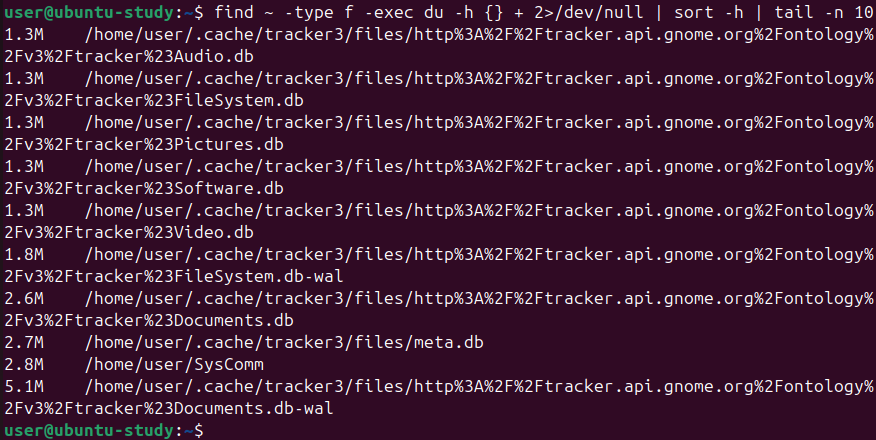 user@ubuntu-study:~$ find ~ -type f -exec du -h {} + 2>/dev/null | sort -h | tail -n 10
1.3M    /home/user/.cache/tracker3/files/http%3A%2F%2Ftracker.api.gnome.org%2Fontology%
2Fv3%2Ftracker%23Audio.db
1.3M    /home/user/.cache/tracker3/files/http%3A%2F%2Ftracker.api.gnome.org%2Fontology%
2Fv3%2Ftracker%23FileSystem.db
1.3M    /home/user/.cache/tracker3/files/http%3A%2F%2Ftracker.api.gnome.org%2Fontology%
2Fv3%2Ftracker%23Pictures.db
1.3M    /home/user/.cache/tracker3/files/http%3A%2F%2Ftracker.api.gnome.org%2Fontology%
2Fv3%2Ftracker%23Software.db
1.3M    /home/user/.cache/tracker3/files/http%3A%2F%2Ftracker.api.gnome.org%2Fontology%
2Fv3%2Ftracker%23Video.db
1.8M    /home/user/.cache/tracker3/files/http%3A%2F%2Ftracker.api.gnome.org%2Fontology%
2Fv3%2Ftracker%23FileSystem.db-wal
2.6M    /home/user/.cache/tracker3/files/http%3A%2F%2Ftracker.api.gnome.org%2Fontology%
2Fv3%2Ftracker%23Documents.db
2.7M    /home/user/.cache/tracker3/files/meta.db
2.8M    /home/user/SysComm
5.1M    /home/user/.cache/tracker3/files/http%3A%2F%2Ftracker.api.gnome.org%2Fontology%
2Fv3%2Ftracker%23Documents.db-wal
user@ubuntu-study:~$